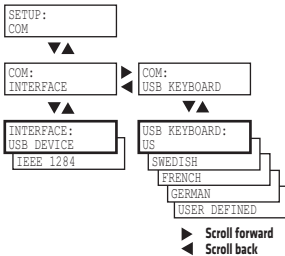 SETUP:
COM
COM:
INTERFACE
COM:
USB KEYBOARD
INTERFACE:
USB DEVICE
IEEE 1284
USB KEYBOARD:
US
SWEDISH
FRENCH
GERMAN
USER DEFINED
Scroll forward
Scroll back